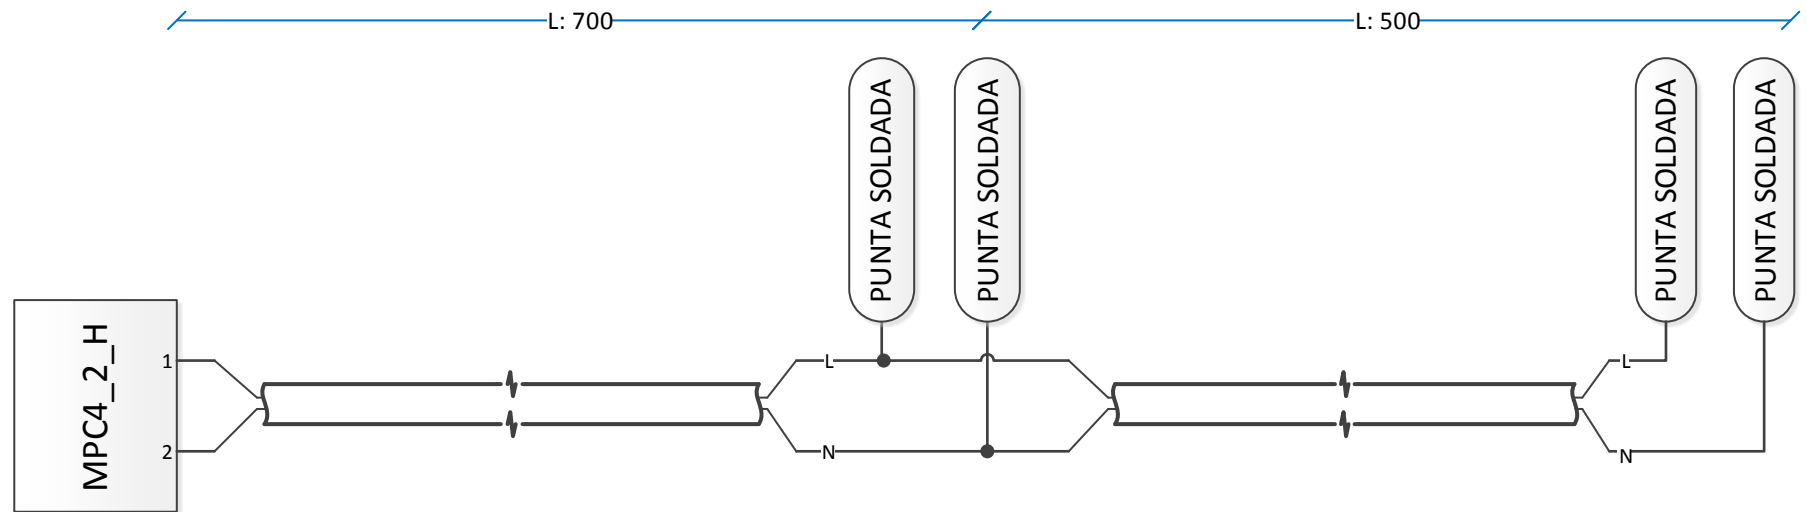 L: 700
L: 500
PUNTA SOLDADA
PUNTA SOLDADA
PUNTA SOLDADA
PUNTA SOLDADA
MPC4_2_H
1
2
L
N
L
N